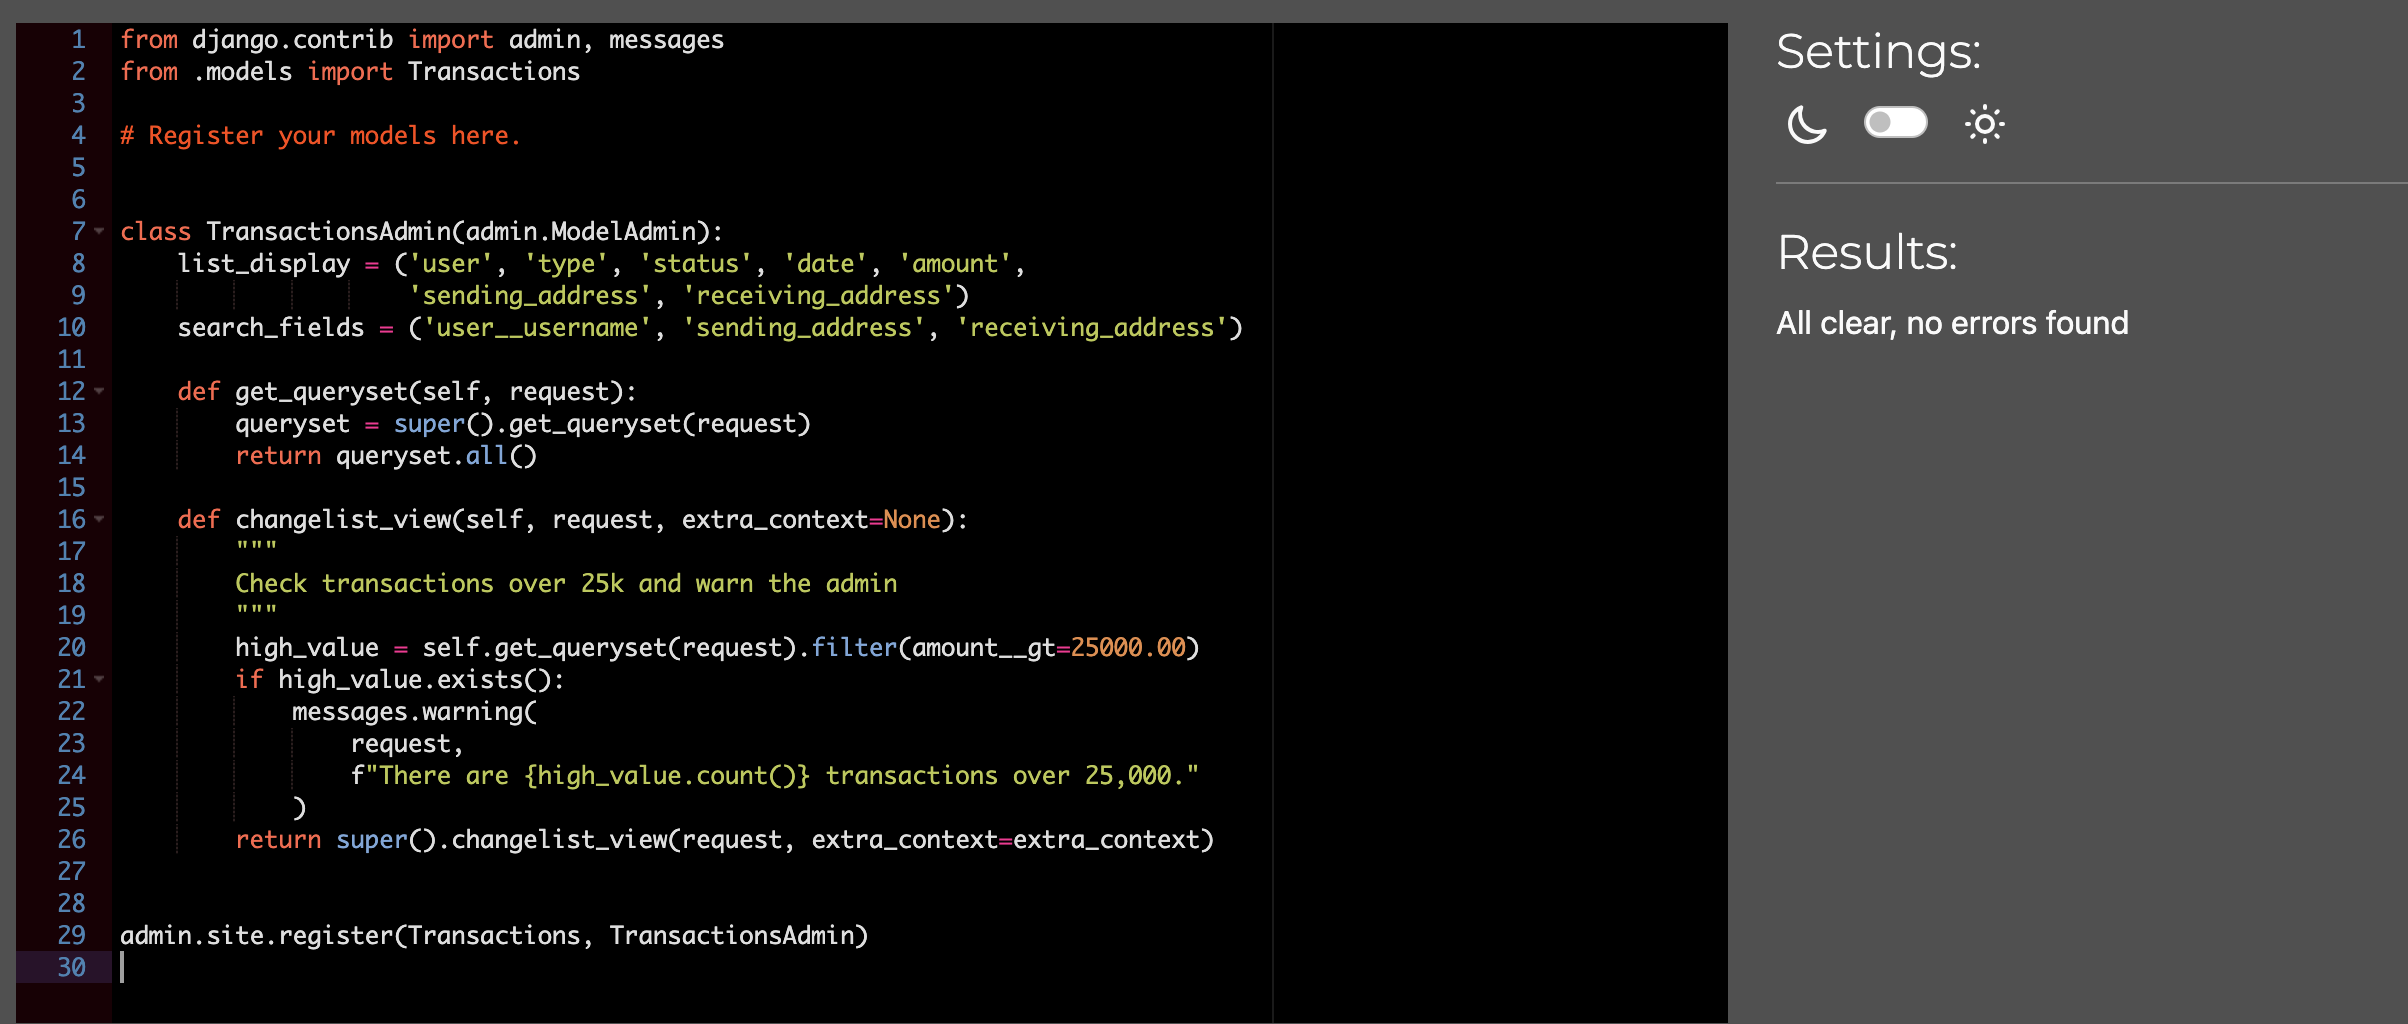 1 from django.contrib import admin, messages
2 from .models import Transactions
3
4 # Register your models here.
5
6
7 class TransactionsAdmin(admin.ModelAdmin):
8     list_display = ('user', 'type', 'status', 'date', 'amount',
9                     'sending_address', 'receiving_address')
10     search_fields = ('user__username', 'sending_address', 'receiving_address')
11
12     def get_queryset(self, request):
13         queryset = super().get_queryset(request)
14         return queryset.all()
15
16     def changelist_view(self, request, extra_context=None):
17         """
18         Check transactions over 25k and warn the admin
19         """
20         high_value = self.get_queryset(request).filter(amount__gt=25000.00)
21         if high_value.exists():
22             messages.warning(
23                 request,
24                 f"There are {high_value.count()} transactions over 25,000."
25             )
26         return super().changelist_view(request, extra_context=extra_context)
27
28
29 admin.site.register(Transactions, TransactionsAdmin)
30
Settings:
Results:
All clear, no errors found